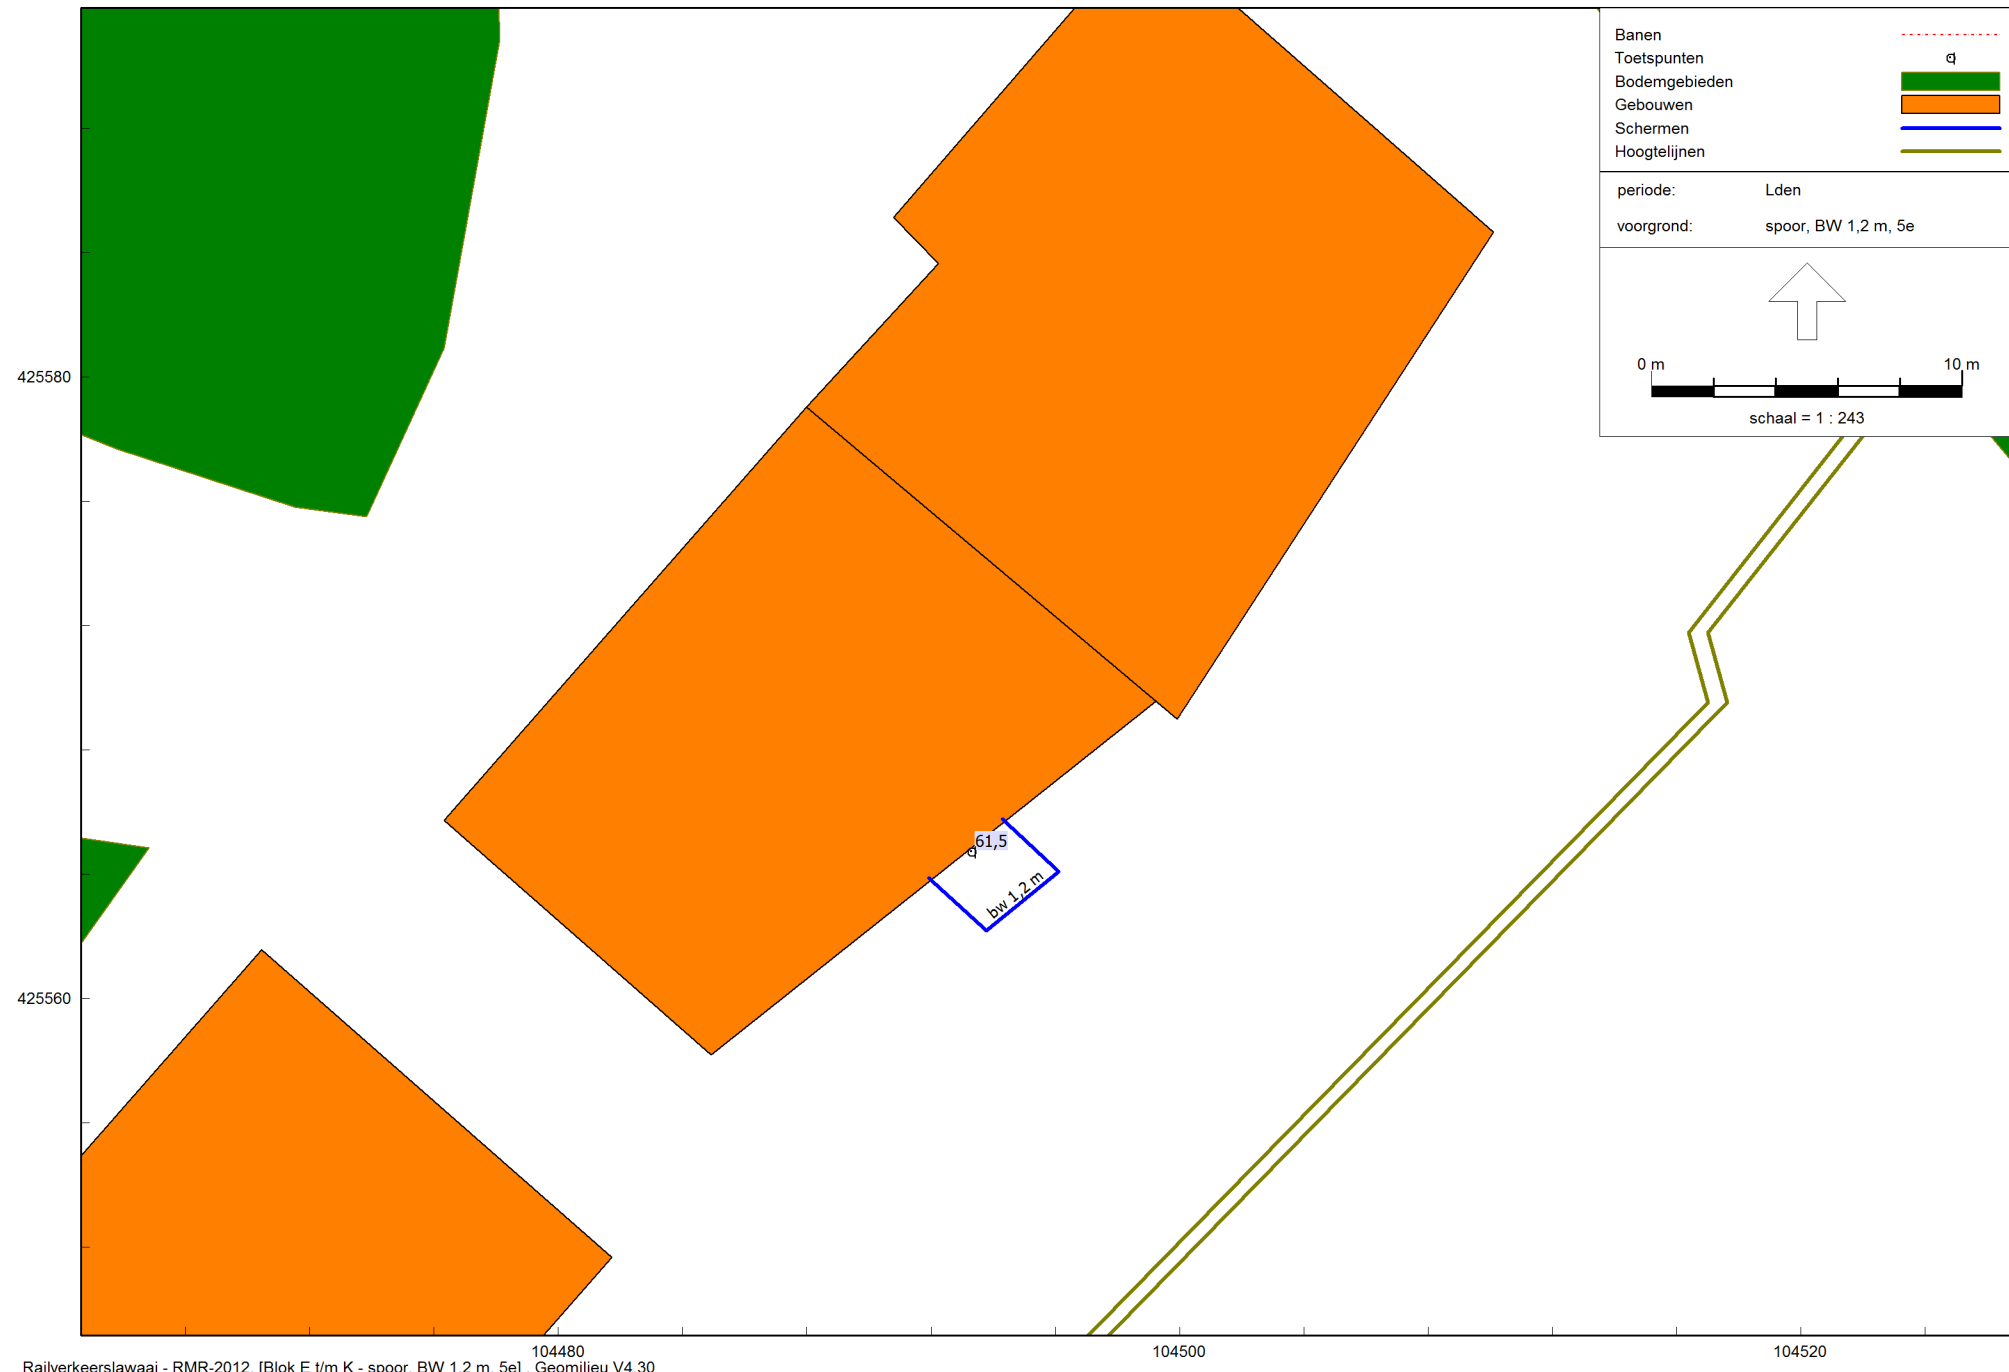 Banen
Toetspunten
Bodemgebieden
Gebouwen
Schermen
Hoogtelijnen
periode: Lden
voorgrond: spoor, BW 1,2 m, 5e
0 m 10 m
schaal = 1 : 243
425580
61,5
bw 1,2 m
425560
104480 104500 104520
Railverkeerslawaai - RMR-2012, [Blok E t/m K - spoor, BW 1,2 m, 5e] , Geomilieu V4.30